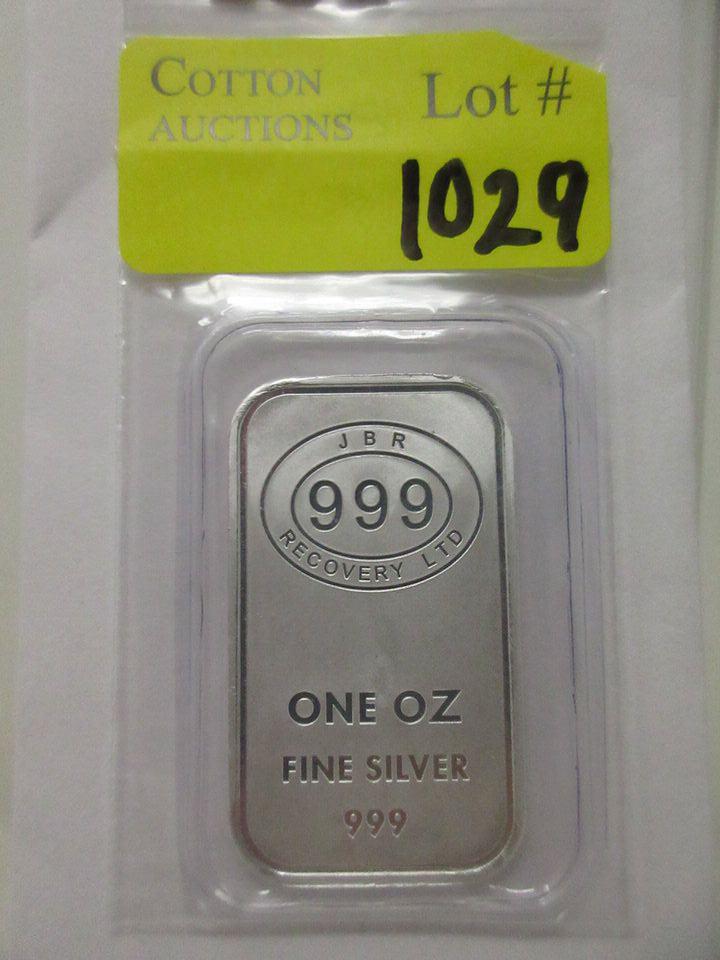 COTTON
AUCTIONS
Lot #
1029
JBR
999
RECOVERY LTD
ONE OZ
FINE SILVER
999